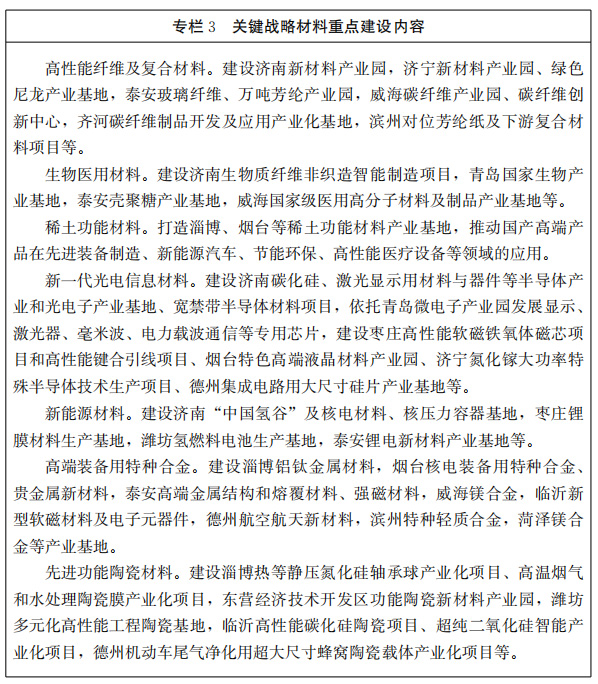 专栏 3　关键战略材料重点建设内容
高性能纤维及复合材料。建设济南新材料产业园，济宁新材料产业园、绿色
尼龙产业基地，泰安玻璃纤维、万吨芳纶产业园，威海碳纤维产业园、碳纤维创
新中心，齐河碳纤维制品开发及应用产业化基地，滨州对位芳纶纸及下游复合材
料项目等。
生物医用材料。建设济南生物质纤维非织造智能制造项目，青岛国家生物产
业基地，泰安壳聚糖产业基地，威海国家级医用高分子材料及制品产业基地等。
稀土功能材料。打造淄博、烟台等稀土功能材料产业基地，推动国产高端产
品在先进装备制造、新能源汽车、节能环保、高性能医疗设备等领域的应用。
新一代光电信息材料。建设济南碳化硅、激光显示用材料与器件等半导体产
业和光电子产业基地、宽禁带半导体材料项目，依托青岛微电子产业园发展显示、
激光器、毫米波、电力载波通信等专用芯片，建设枣庄高性能软磁铁氧体磁芯项
目和高性能键合引线项目、烟台特色高端液晶材料产业园、济宁氮化镓大功率特
殊半导体技术生产项目、德州集成电路用大尺寸硅片产业基地等。
新能源材料。建设济南“中国氢谷”及核电材料、核压力容器基地，枣庄锂
膜材料生产基地，潍坊氢燃料电池生产基地，泰安锂电新材料产业基地等。
高端装备用特种合金。建设淄博铝钛金属材料，烟台核电装备用特种合金、
贵金属新材料，泰安高端金属结构和熔覆材料、强磁材料，威海镁合金，临沂新
型软磁材料及电子元器件，德州航空航天新材料，滨州特种轻质合金，菏泽镁合
金等产业基地。
先进功能陶瓷材料。建设淄博热等静压氮化硅轴承球产业化项目、高温烟气
和水处理陶瓷膜产业化项目，东营经济技术开发区功能陶瓷新材料产业园，潍坊
多元化高性能工程陶瓷基地，临沂高性能碳化硅陶瓷项目、超纯二氧化硅智能产
业化项目，德州机动车尾气净化用超大尺寸蜂窝陶瓷载体产业化项目等。